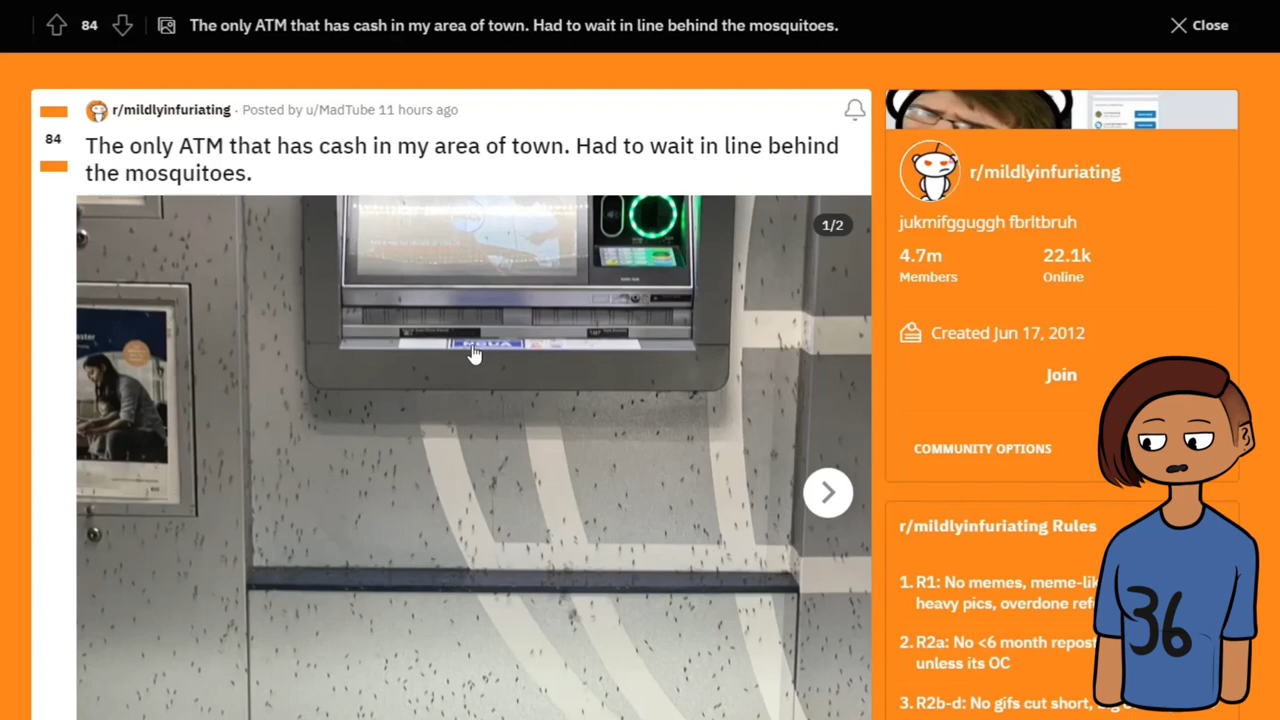 84
The only ATM that has cash in my area of town. Had to wait in line behind the mosquitoes.
Close
r/mildlyinfuriating · Posted by u/MadTube 11 hours ago
84
The only ATM that has cash in my area of town. Had to wait in line behind
the mosquitoes.
1/2
r/mildlyinfuriating
jukmifgguggh fbrltbruh
4.7m
22.1k
Members
Online
Created Jun 17, 2012
Join
COMMUNITY OPTIONS
r/mildlyinfuriating Rules
1. R1: No memes, meme-lik
heavy pics, overdone ref
2. R2a: No <6 month repost
unless its OC
3. R2b-d: No gifs cut short,
36